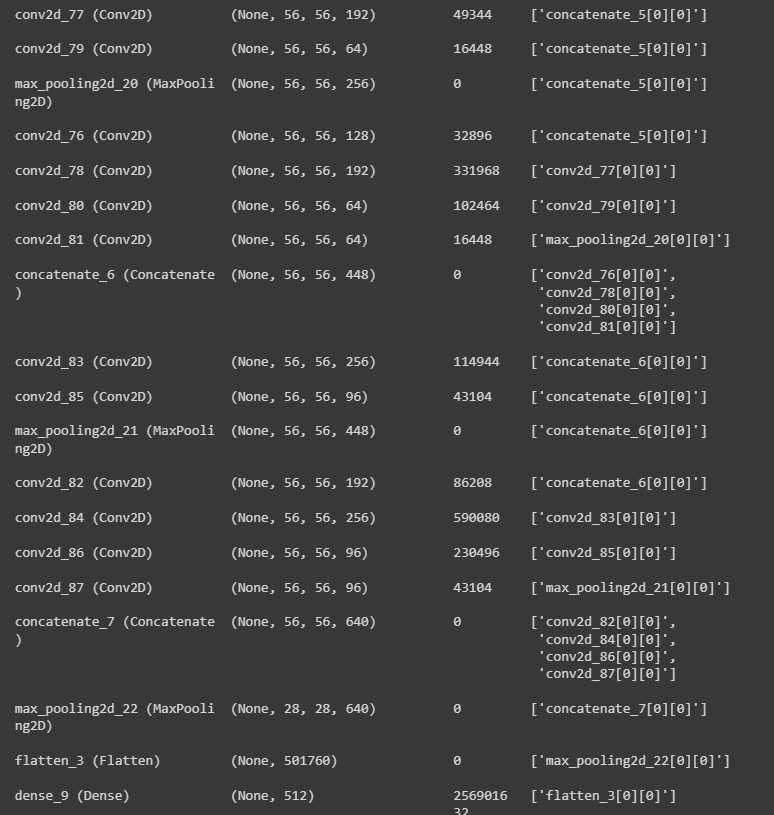 conv2d_77 (Conv2D) (None, 56, 56, 192) 49344 ['concatenate_5[0][0]']
conv2d_79 (Conv2D) (None, 56, 56, 64) 16448 ['concatenate_5[0][0]']
max_pooling2d_20 (MaxPooli (None, 56, 56, 256) 0 ['concatenate_5[0][0]']
ng2D)
conv2d_76 (Conv2D) (None, 56, 56, 128) 32896 ['concatenate_5[0][0]']
conv2d_78 (Conv2D) (None, 56, 56, 192) 331968 ['conv2d_77[0][0]']
conv2d_80 (Conv2D) (None, 56, 56, 64) 102464 ['conv2d_79[0][0]']
conv2d_81 (Conv2D) (None, 56, 56, 64) 16448 ['max_pooling2d_20[0][0]']
concatenate_6 (Concatenate (None, 56, 56, 448) 0 ['conv2d_76[0][0]',
) 'conv2d_78[0][0]',
'conv2d_80[0][0]',
'conv2d_81[0][0]']
conv2d_83 (Conv2D) (None, 56, 56, 256) 114944 ['concatenate_6[0][0]']
conv2d_85 (Conv2D) (None, 56, 56, 96) 43104 ['concatenate_6[0][0]']
max_pooling2d_21 (MaxPooli (None, 56, 56, 448) 0 ['concatenate_6[0][0]']
ng2D)
conv2d_82 (Conv2D) (None, 56, 56, 192) 86208 ['concatenate_6[0][0]']
conv2d_84 (Conv2D) (None, 56, 56, 256) 590080 ['conv2d_83[0][0]']
conv2d_86 (Conv2D) (None, 56, 56, 96) 230496 ['conv2d_85[0][0]']
conv2d_87 (Conv2D) (None, 56, 56, 96) 43104 ['max_pooling2d_21[0][0]']
concatenate_7 (Concatenate (None, 56, 56, 640) 0 ['conv2d_82[0][0]',
) 'conv2d_84[0][0]',
'conv2d_86[0][0]',
'conv2d_87[0][0]']
max_pooling2d_22 (MaxPooli (None, 28, 28, 640) 0 ['concatenate_7[0][0]']
ng2D)
flatten_3 (Flatten) (None, 501760) 0 ['max_pooling2d_22[0][0]']
dense_9 (Dense) (None, 512) 2569016 ['flatten_3[0][0]']
32